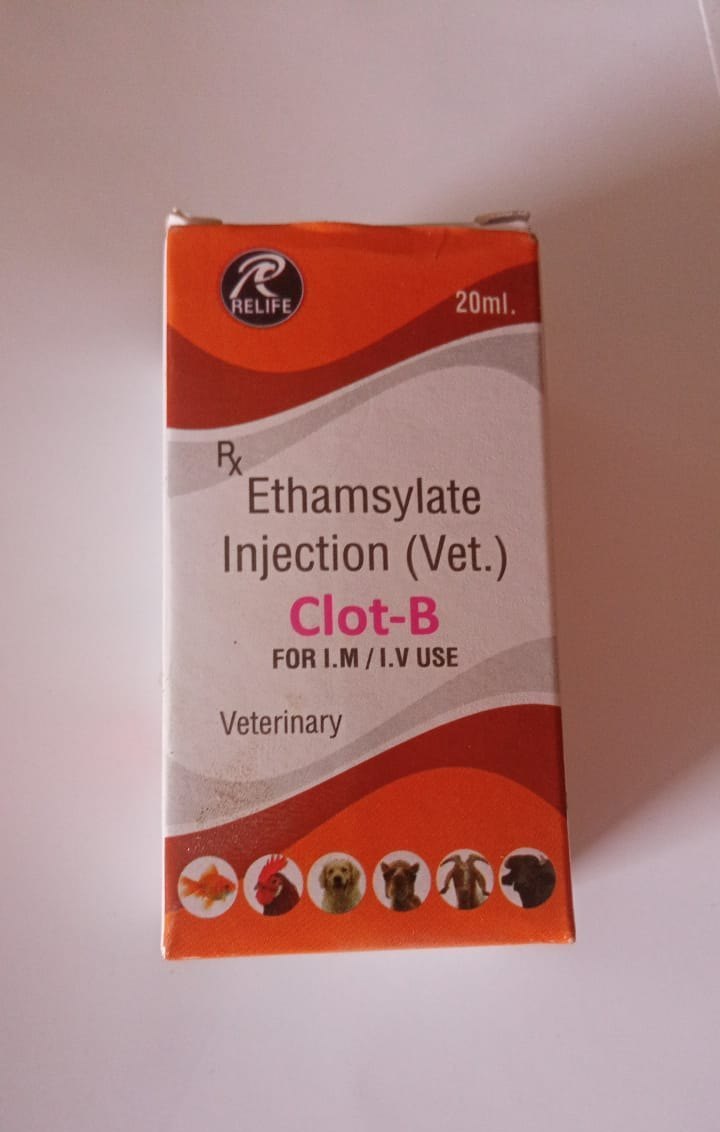 RELIFE
20ml.
Rx
Ethamsylate
Injection (Vet.)
Clot-B
FOR I.M / I.V USE
Veterinary